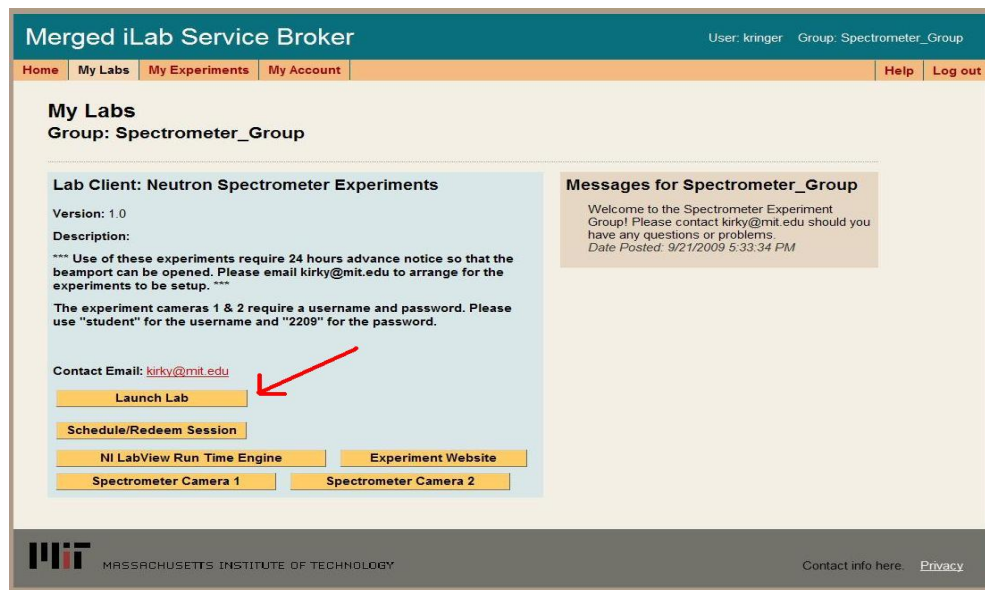 Merged iLab Service Broker
User: kringer Group: Spectrometer_Group
Home My Labs My Experiments My Account Help Log out
My Labs
Group: Spectrometer_Group
Lab Client: Neutron Spectrometer Experiments
Version: 1.0
Description:
*** Use of these experiments require 24 hours advance notice so that the
beamport can be opened. Please email kirky@mit.edu to arrange for the
experiments to be setup. ***
The experiment cameras 1 & 2 require a username and password. Please
use "student" for the username and "2209" for the password.
Contact Email: kirky@mit.edu
Launch Lab
Schedule/Redeem Session
NI LabView Run Time Engine Experiment Website
Spectrometer Camera 1 Spectrometer Camera 2
Messages for Spectrometer_Group
Welcome to the Spectrometer Experiment
Group! Please contact kirky@mit.edu should you
have any questions or problems.
Date Posted: 9/21/2009 5:33:34 PM
MIT MASSACHUSETTS INSTITUTE OF TECHNOLOGY
Contact info here. Privacy